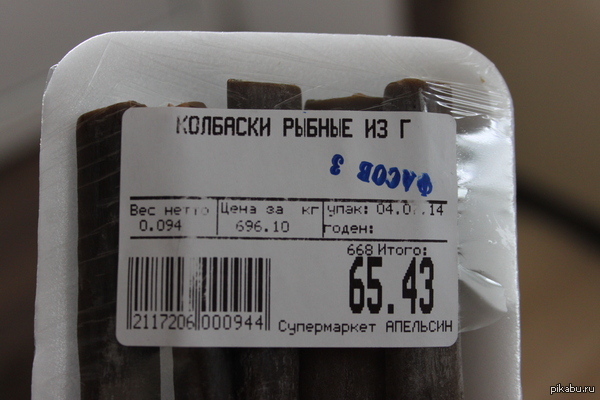 КОЛБАСКИ РЫБНЫЕ ИЗ Г
ФАСОВ 3
Вес нетто Цена за кг упак: 04.0 .14
0.094 696.10 годен:
668 Итого:
65.43
2117206 000944
Супермаркет АПЕЛЬСИН
pikabu.ru